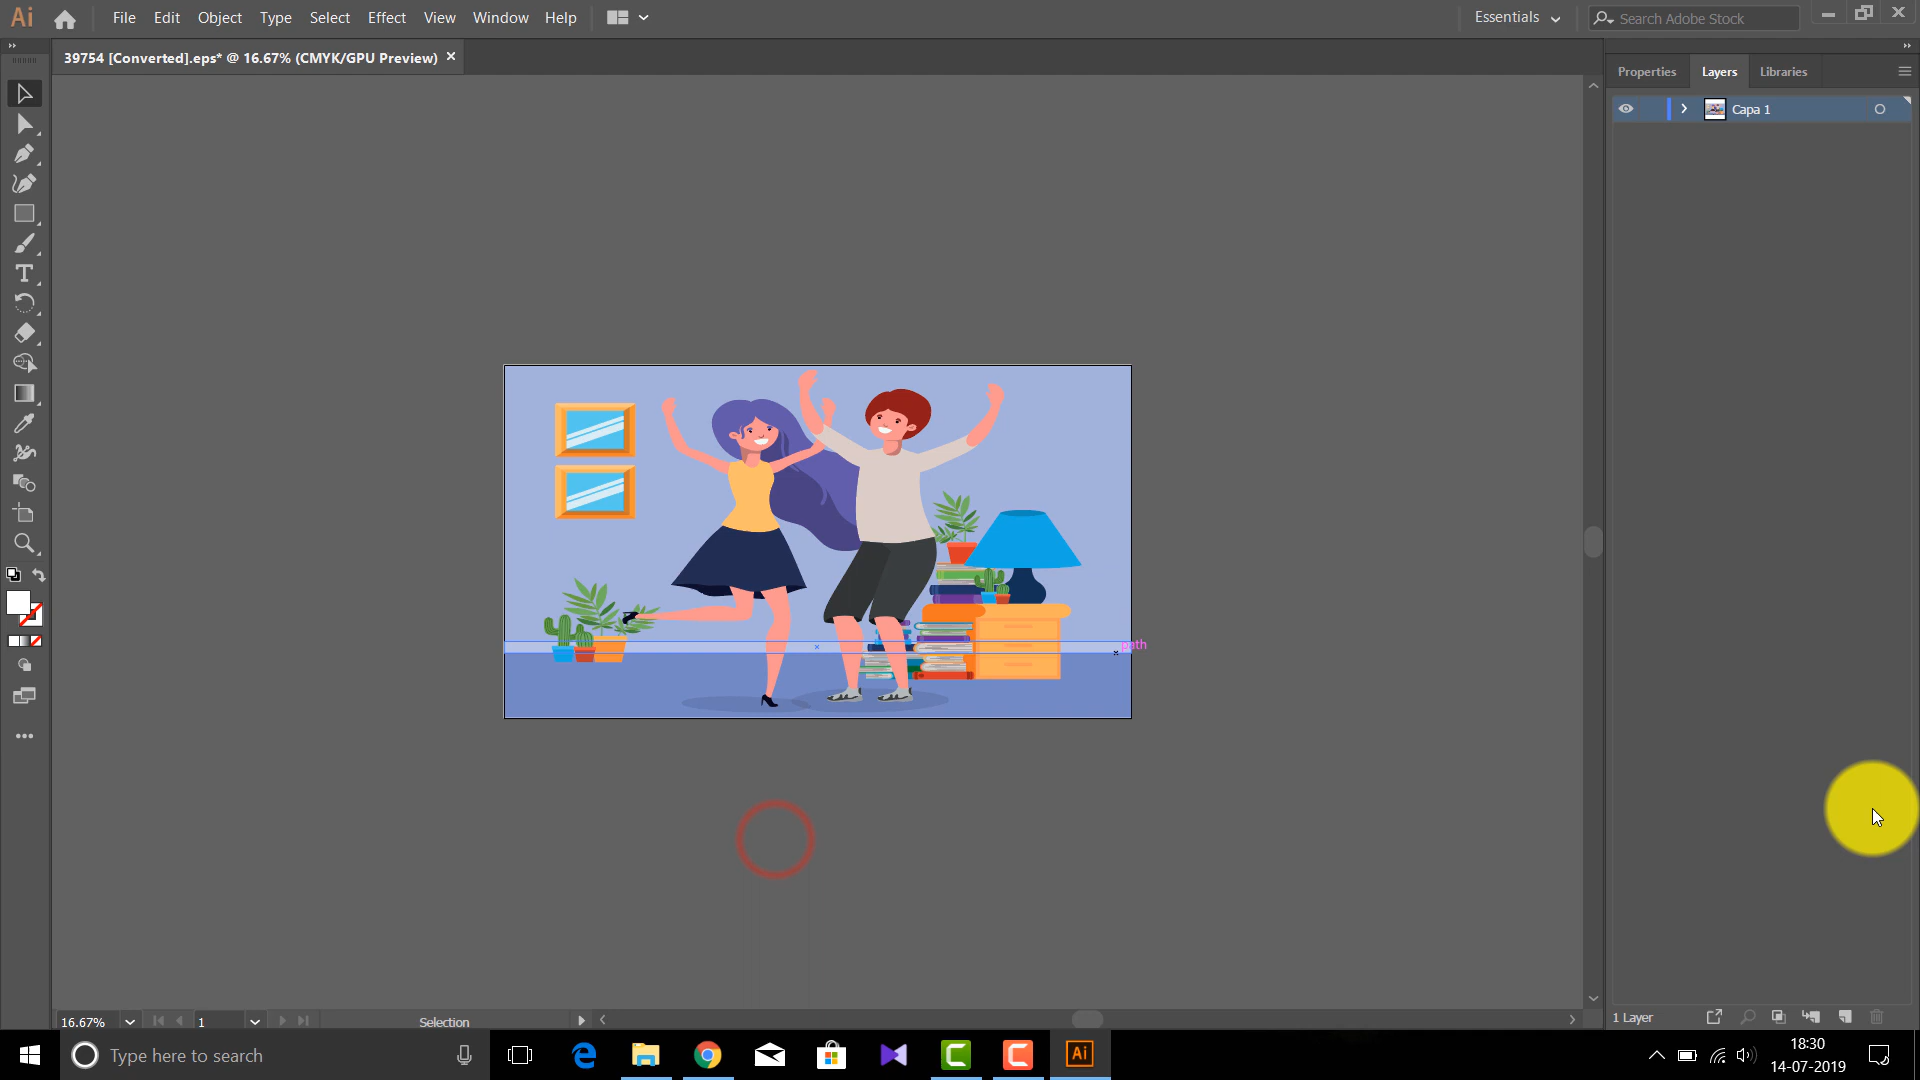 Ai File Edit Object Type Select Effect View Window Help Essentials Search Adobe Stock
39754 [Converted].eps* @ 16.67% (CMYK/GPU Preview)
Properties Layers Libraries
Capa 1
path
16.67% 1 Selection
1 Layer
Type here to search
Ai
18:30
14-07-2019